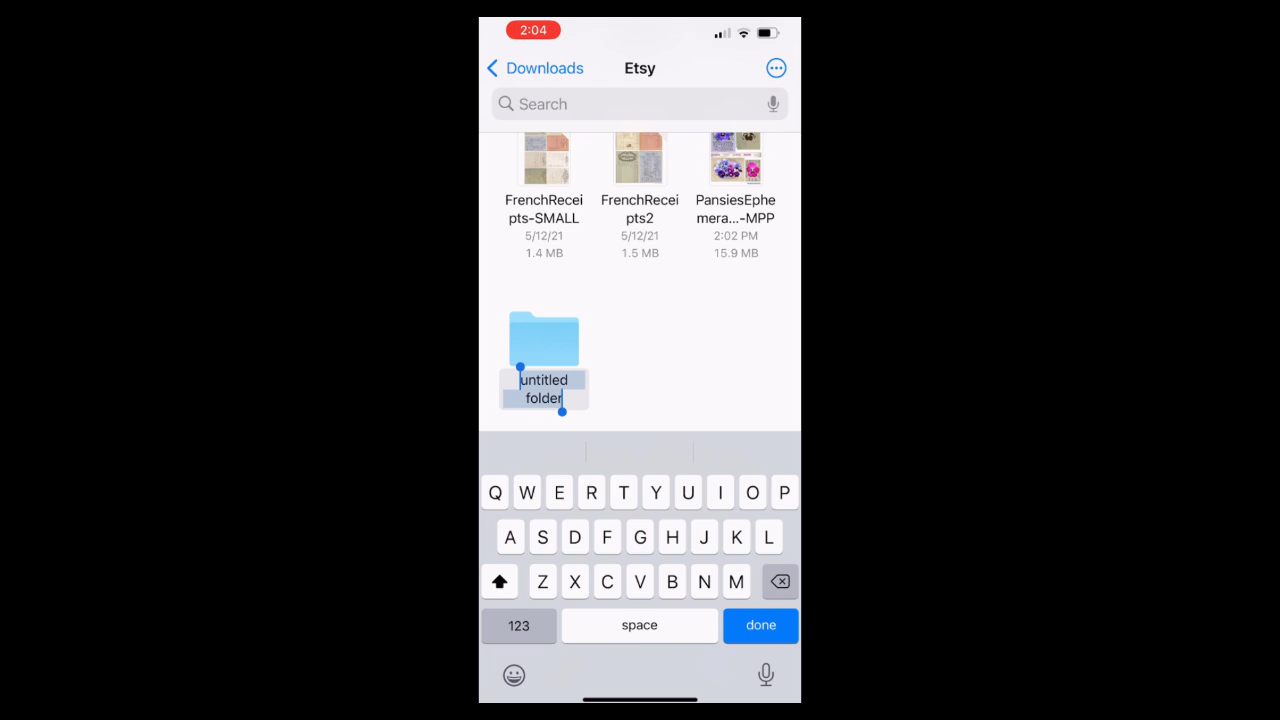 2:04
Downloads
Etsy
Search
FrenchRecei
pts-SMALL
5/12/21
1.4 MB
FrenchRecei
pts2
5/12/21
1.5 MB
PansiesEphe
mera...-MPP
2:02 PM
15.9 MB
untitled
folder
Q W E R T Y U I O P
A S D F G H J K L
Z X C V B N M
123 space done